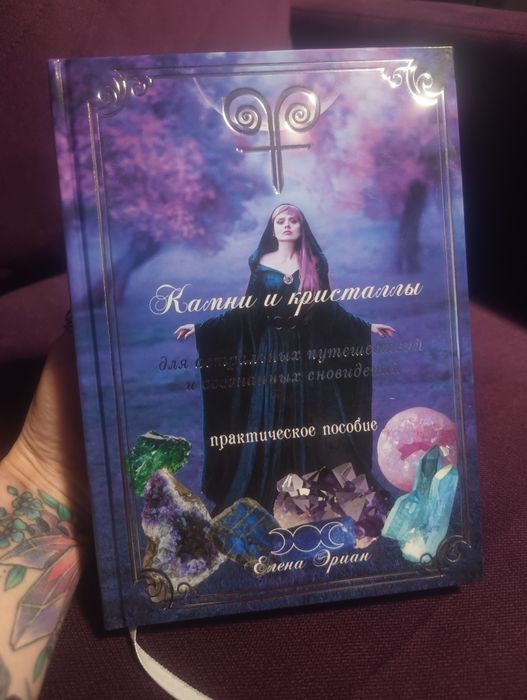 Камни и кристаллы
для астральных путешествий
и осознанных сновидений
практическое пособие
Елена Эриан